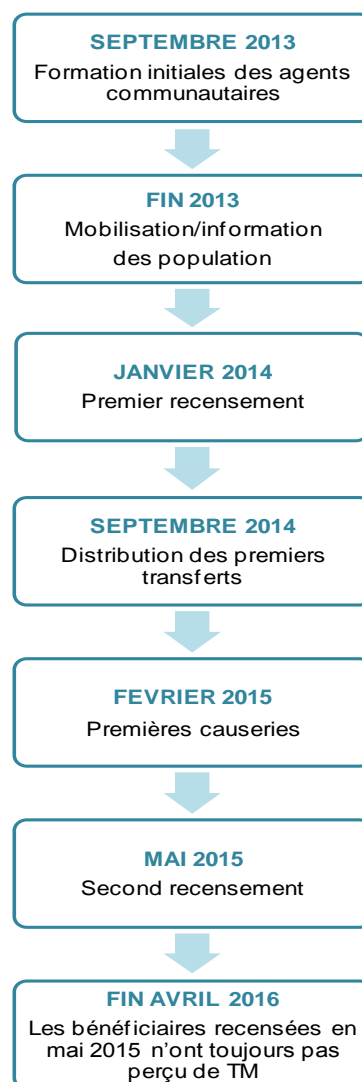 SEPTEMBRE 2013
Formation initiales des agents
communautaires
FIN 2013
Mobilisation/information
des population
JANVIER 2014
Premier recensement
SEPTEMBRE 2014
Distribution des premiers
transferts
FEVRIER 2015
Premières causeries
MAI 2015
Second recensement
FIN AVRIL 2016
Les bénéficiaires recensées en
mai 2015 n'ont toujours pas
perçu de TM